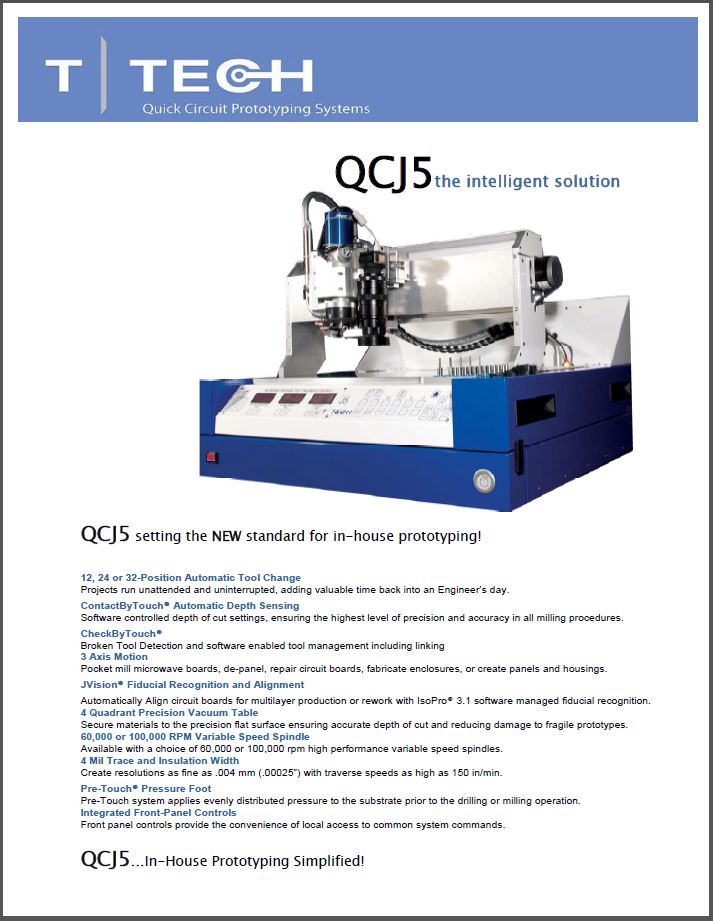 T TECH
Quick Circuit Prototyping Systems
QCJ5 the intelligent solution
J5
T TECH
QCJ5 setting the NEW standard for in-house prototyping!
12, 24 or 32-Position Automatic Tool Change
Projects run unattended and uninterrupted, adding valuable time back into an Engineer's day.
ContactByTouch® Automatic Depth Sensing
Software controlled depth of cut settings, ensuring the highest level of precision and accuracy in all milling procedures.
CheckByTouch®
Broken Tool Detection and software enabled tool management including linking
3 Axis Motion
Pocket mill microwave boards, de-panel, repair circuit boards, fabricate enclosures, or create panels and housings.
JVision® Fiducial Recognition and Alignment
Automatically Align circuit boards for multilayer production or rework with IsoPro® 3.1 software managed fiducial recognition.
4 Quadrant Precision Vacuum Table
Secure materials to the precision flat surface ensuring accurate depth of cut and reducing damage to fragile prototypes.
60,000 or 100,000 RPM Variable Speed Spindle
Available with a choice of 60,000 or 100,000 rpm high performance variable speed spindles.
4 Mil Trace and Insulation Width
Create resolutions as fine as .004 mm (.00025") with traverse speeds as high as 150 in/min.
Pre-Touch® Pressure Foot
Pre-Touch system applies evenly distributed pressure to the substrate prior to the drilling or milling operation.
Integrated Front-Panel Controls
Front panel controls provide the convenience of local access to common system commands.
QCJ5...In-House Prototyping Simplified!